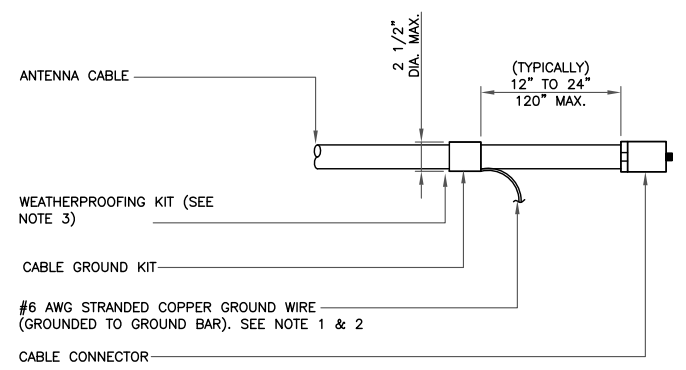 2 1/2"
DIA. MAX.
(TYPICALLY)
12" TO 24"
120" MAX.
ANTENNA CABLE
WEATHERPROOFING KIT (SEE
NOTE 3)
CABLE GROUND KIT
#6 AWG STRANDED COPPER GROUND WIRE
(GROUNDED TO GROUND BAR). SEE NOTE 1 & 2
CABLE CONNECTOR